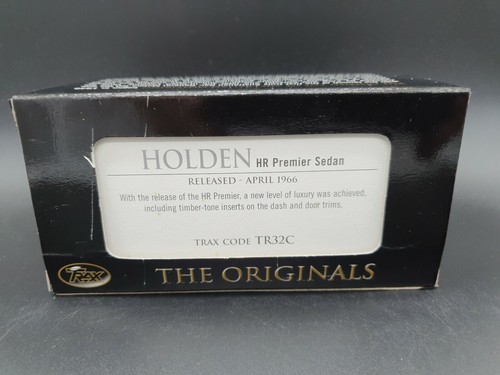 HOLDEN HR Premier Sedan
RELEASED - APRIL 1966
With the release of the HR Premier, a new level of luxury was achieved,
including timber-tone inserts on the dash and door trims.
TRAX CODE TR32C
TRAX THE ORIGINALS